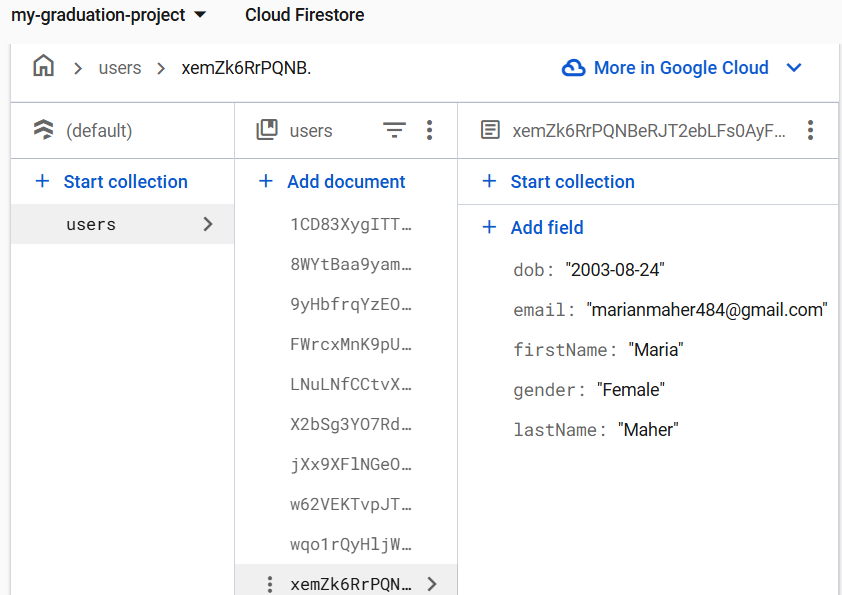 my-graduation-project Cloud Firestore
users xemZk6RrPQNB. More in Google Cloud
(default) users xemZk6RrPQNBeRJT2ebLFs0AyF...
+ Start collection + Add document + Start collection
users
+ Add field
1CD83XygITT…
8WYtBaa9yam…
9yHbfrqYzEO…
FWrcxMnK9pU…
LNuLNfCCtvX…
X2bSg3YO7Rd…
jXx9XFlNGeO…
w62VEKTvpJT…
wqo1rQyHljW…
xemZk6RrPQN…
dob: "2003-08-24"
email: "marianmaher484@gmail.com"
firstName: "Maria"
gender: "Female"
lastName: "Maher"